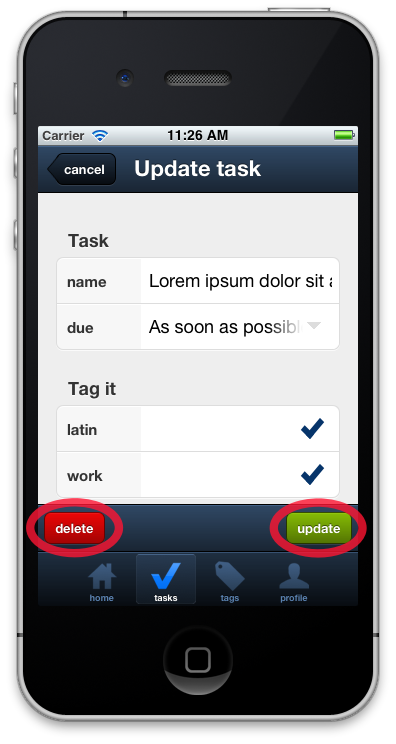 Carrier 11:26 AM
cancel Update task
Task
name Lorem ipsum dolor sit a
due As soon as possibl
Tag it
latin
work
delete update
home tasks tags profile